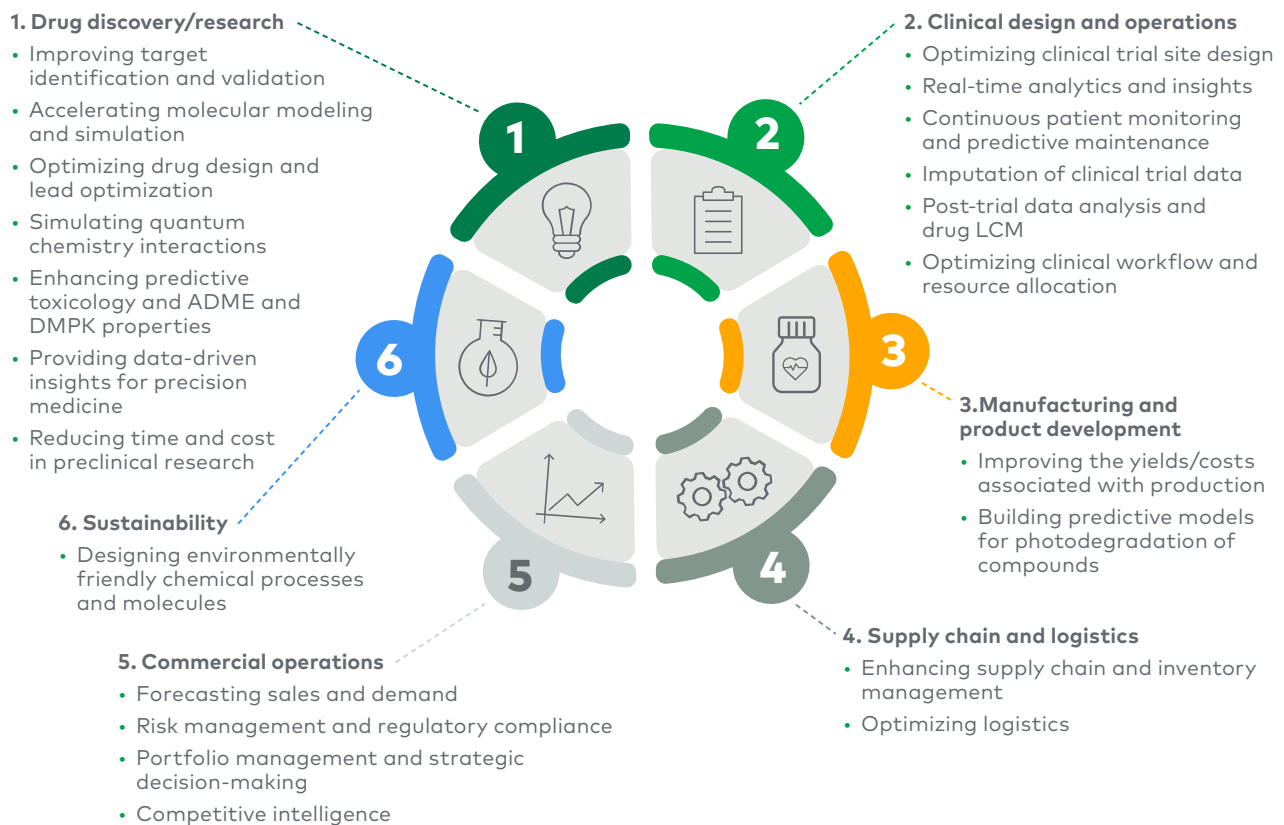 1. Drug discovery/research
• Improving target
identification and validation
• Accelerating molecular modeling
and simulation
• Optimizing drug design and
lead optimization
• Simulating quantum
chemistry interactions
• Enhancing predictive
toxicology and ADME and
DMPK properties
• Providing data-driven
insights for precision
medicine
• Reducing time and cost
in preclinical research
2. Clinical design and operations
• Optimizing clinical trial site design
• Real-time analytics and insights
• Continuous patient monitoring
and predictive maintenance
• Imputation of clinical trial data
• Post-trial data analysis and
drug LCM
• Optimizing clinical workflow and
resource allocation
1
2
3
4
5
6
3.Manufacturing and
product development
• Improving the yields/costs
associated with production
• Building predictive models
for photodegradation of
compounds
4. Supply chain and logistics
• Enhancing supply chain and inventory
management
• Optimizing logistics
5. Commercial operations
• Forecasting sales and demand
• Risk management and regulatory compliance
• Portfolio management and strategic
decision-making
• Competitive intelligence
6. Sustainability
• Designing environmentally
friendly chemical processes
and molecules